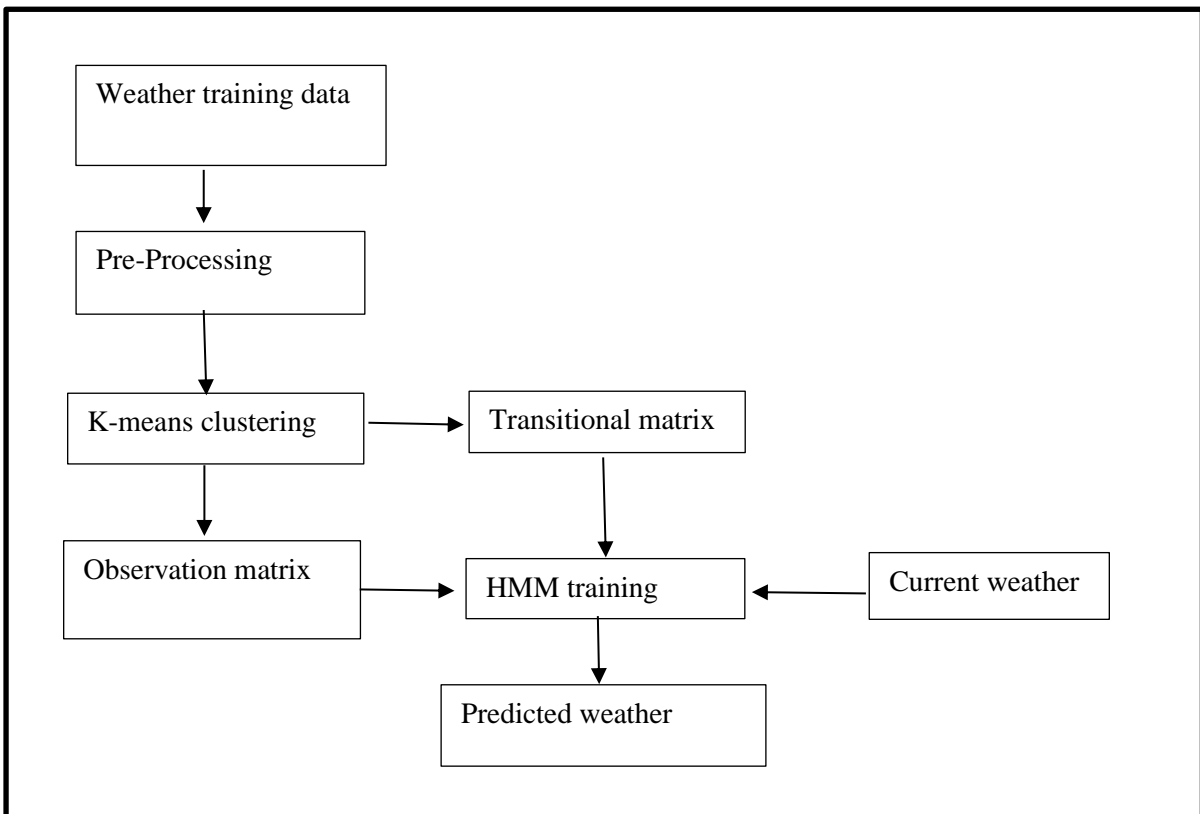 Weather training data
Pre-Processing
K-means clustering
Transitional matrix
Observation matrix
HMM training
Current weather
Predicted weather